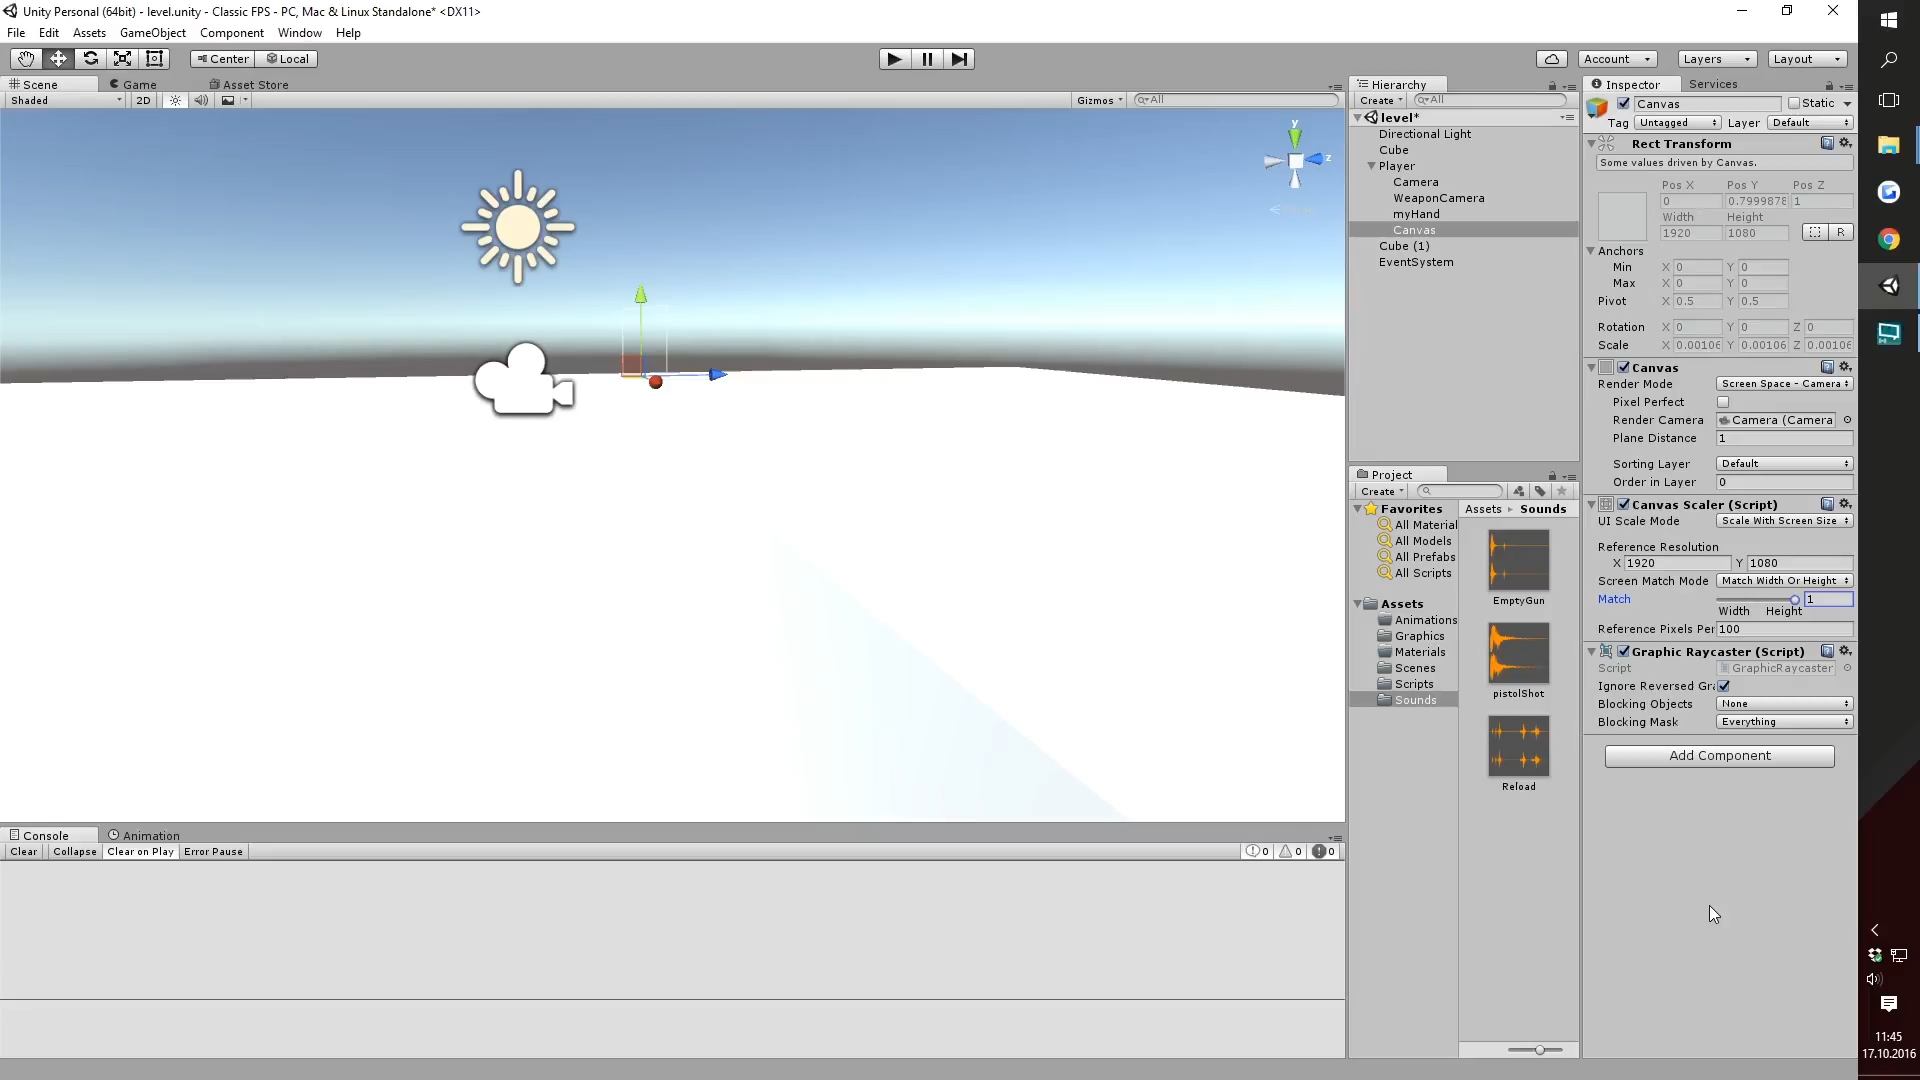 Unity Personal (64bit) - level.unity - Classic FPS - PC, Mac & Linux Standalone* <DX11>
File Edit Assets GameObject Component Window Help
Center Local
Account Layers Layout
Scene Game Asset Store
Shaded 2D Gizmos All
y
z
Hierarchy
Create All
level*
Directional Light
Cube
Player
Camera
WeaponCamera
myHand
Canvas
Cube (1)
EventSystem
Project
Create
Favorites
All Material
All Models
All Prefabs
All Scripts
Assets
Animations
Graphics
Materials
Scenes
Scripts
Sounds
Assets Sounds
EmptyGun
pistolShot
Reload
Inspector Services
Canvas Static
Tag Untagged Layer Default
Rect Transform
Some values driven by Canvas.
Pos X Pos Y Pos Z
0 0.7999878 1
Width Height
1920 1080 R
Anchors
Min X 0 Y 0
Max X 0 Y 0
Pivot X 0.5 Y 0.5
Rotation X 0 Y 0 Z 0
Scale X 0.00106 Y 0.00106 Z 0.00106
Canvas
Render Mode Screen Space - Camera
Pixel Perfect
Render Camera Camera (Camera
Plane Distance 1
Sorting Layer Default
Order in Layer 0
Canvas Scaler (Script)
UI Scale Mode Scale With Screen Size
Reference Resolution
X 1920 Y 1080
Screen Match Mode Match Width Or Height
Match 1
Width Height
Reference Pixels Per 100
Graphic Raycaster (Script)
Script GraphicRaycaster
Ignore Reversed Gra
Blocking Objects None
Blocking Mask Everything
Add Component
Console Animation
Clear Collapse Clear on Play Error Pause 0 0 0
11:45
17.10.2016